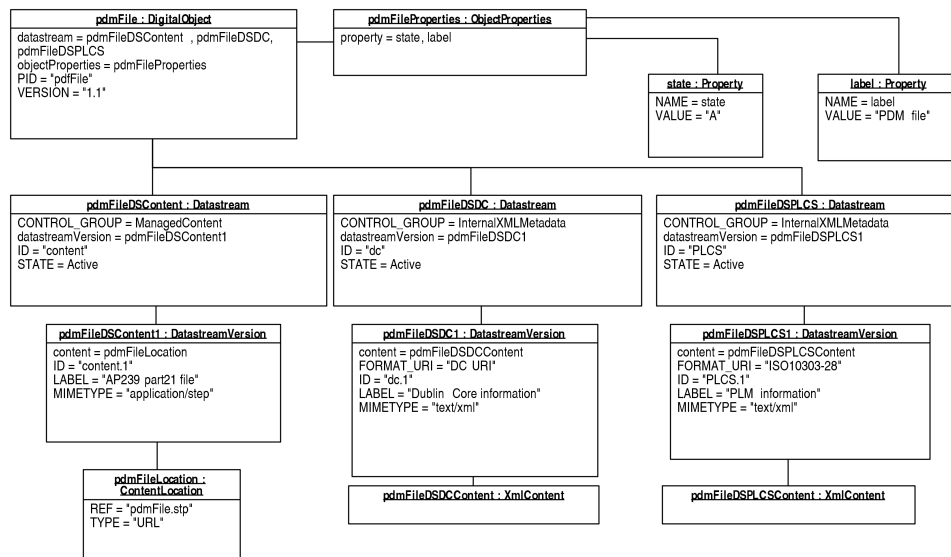 pdmFile : DigitalObject
datastream = pdmFileDSContent , pdmFileDSDC,
pdmFileDSPLCS
objectProperties = pdmFileProperties
PID = "pdfFile"
VERSION = "1.1"
pdmFileProperties : ObjectProperties
property = state, label
state : Property
NAME = state
VALUE = "A"
label : Property
NAME = label
VALUE = "PDM file"
pdmFileDSContent : Datastream
CONTROL_GROUP = ManagedContent
datastreamVersion = pdmFileDSContent1
ID = "content"
STATE = Active
pdmFileDSDC : Datastream
CONTROL_GROUP = InternalXMLMetadata
datastreamVersion = pdmFileDSDC1
ID = "dc"
STATE = Active
pdmFileDSPLCS : Datastream
CONTROL_GROUP = InternalXMLMetadata
datastreamVersion = pdmFileDSPLCS1
ID = "PLCS"
STATE = Active
pdmFileDSContent1 : DatastreamVersion
content = pdmFileLocation
ID = "content.1"
LABEL = "AP239 part21 file"
MIMETYPE = "application/step"
pdmFileDSDC1 : DatastreamVersion
content = pdmFileDSDCContent
FORMAT_URI = "DC URI"
ID = "dc.1"
LABEL = "Dublin Core information"
MIMETYPE = "text/xml"
pdmFileDSPLCS1 : DatastreamVersion
content = pdmFileDSPLCSContent
FORMAT_URI = "ISO10303-28"
ID = "PLCS.1"
LABEL = "PLM information"
MIMETYPE = "text/xml"
pdmFileLocation :
ContentLocation
REF = "pdmFile.stp"
TYPE = "URL"
pdmFileDSDCContent : XmlContent
pdmFileDSPLCSContent : XmlContent